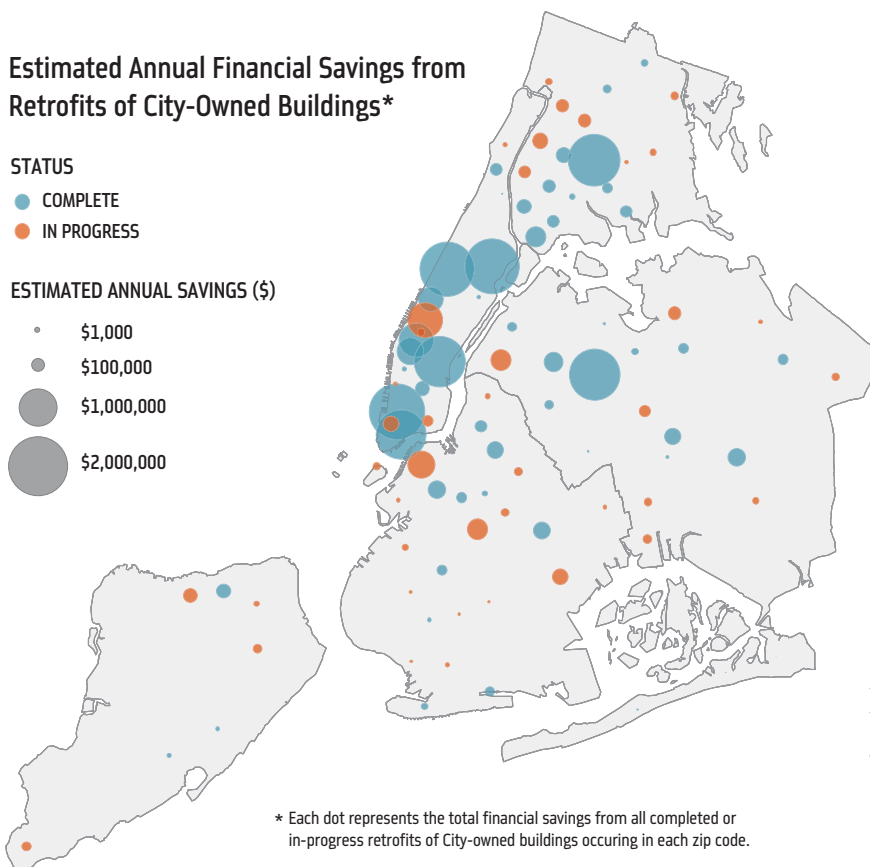 Estimated Annual Financial Savings from
Retrofits of City-Owned Buildings*
STATUS
COMPLETE
IN PROGRESS
ESTIMATED ANNUAL SAVINGS ($)
$1,000
$100,000
$1,000,000
$2,000,000
* Each dot represents the total financial savings from all completed or
in-progress retrofits of City-owned buildings occuring in each zip code.